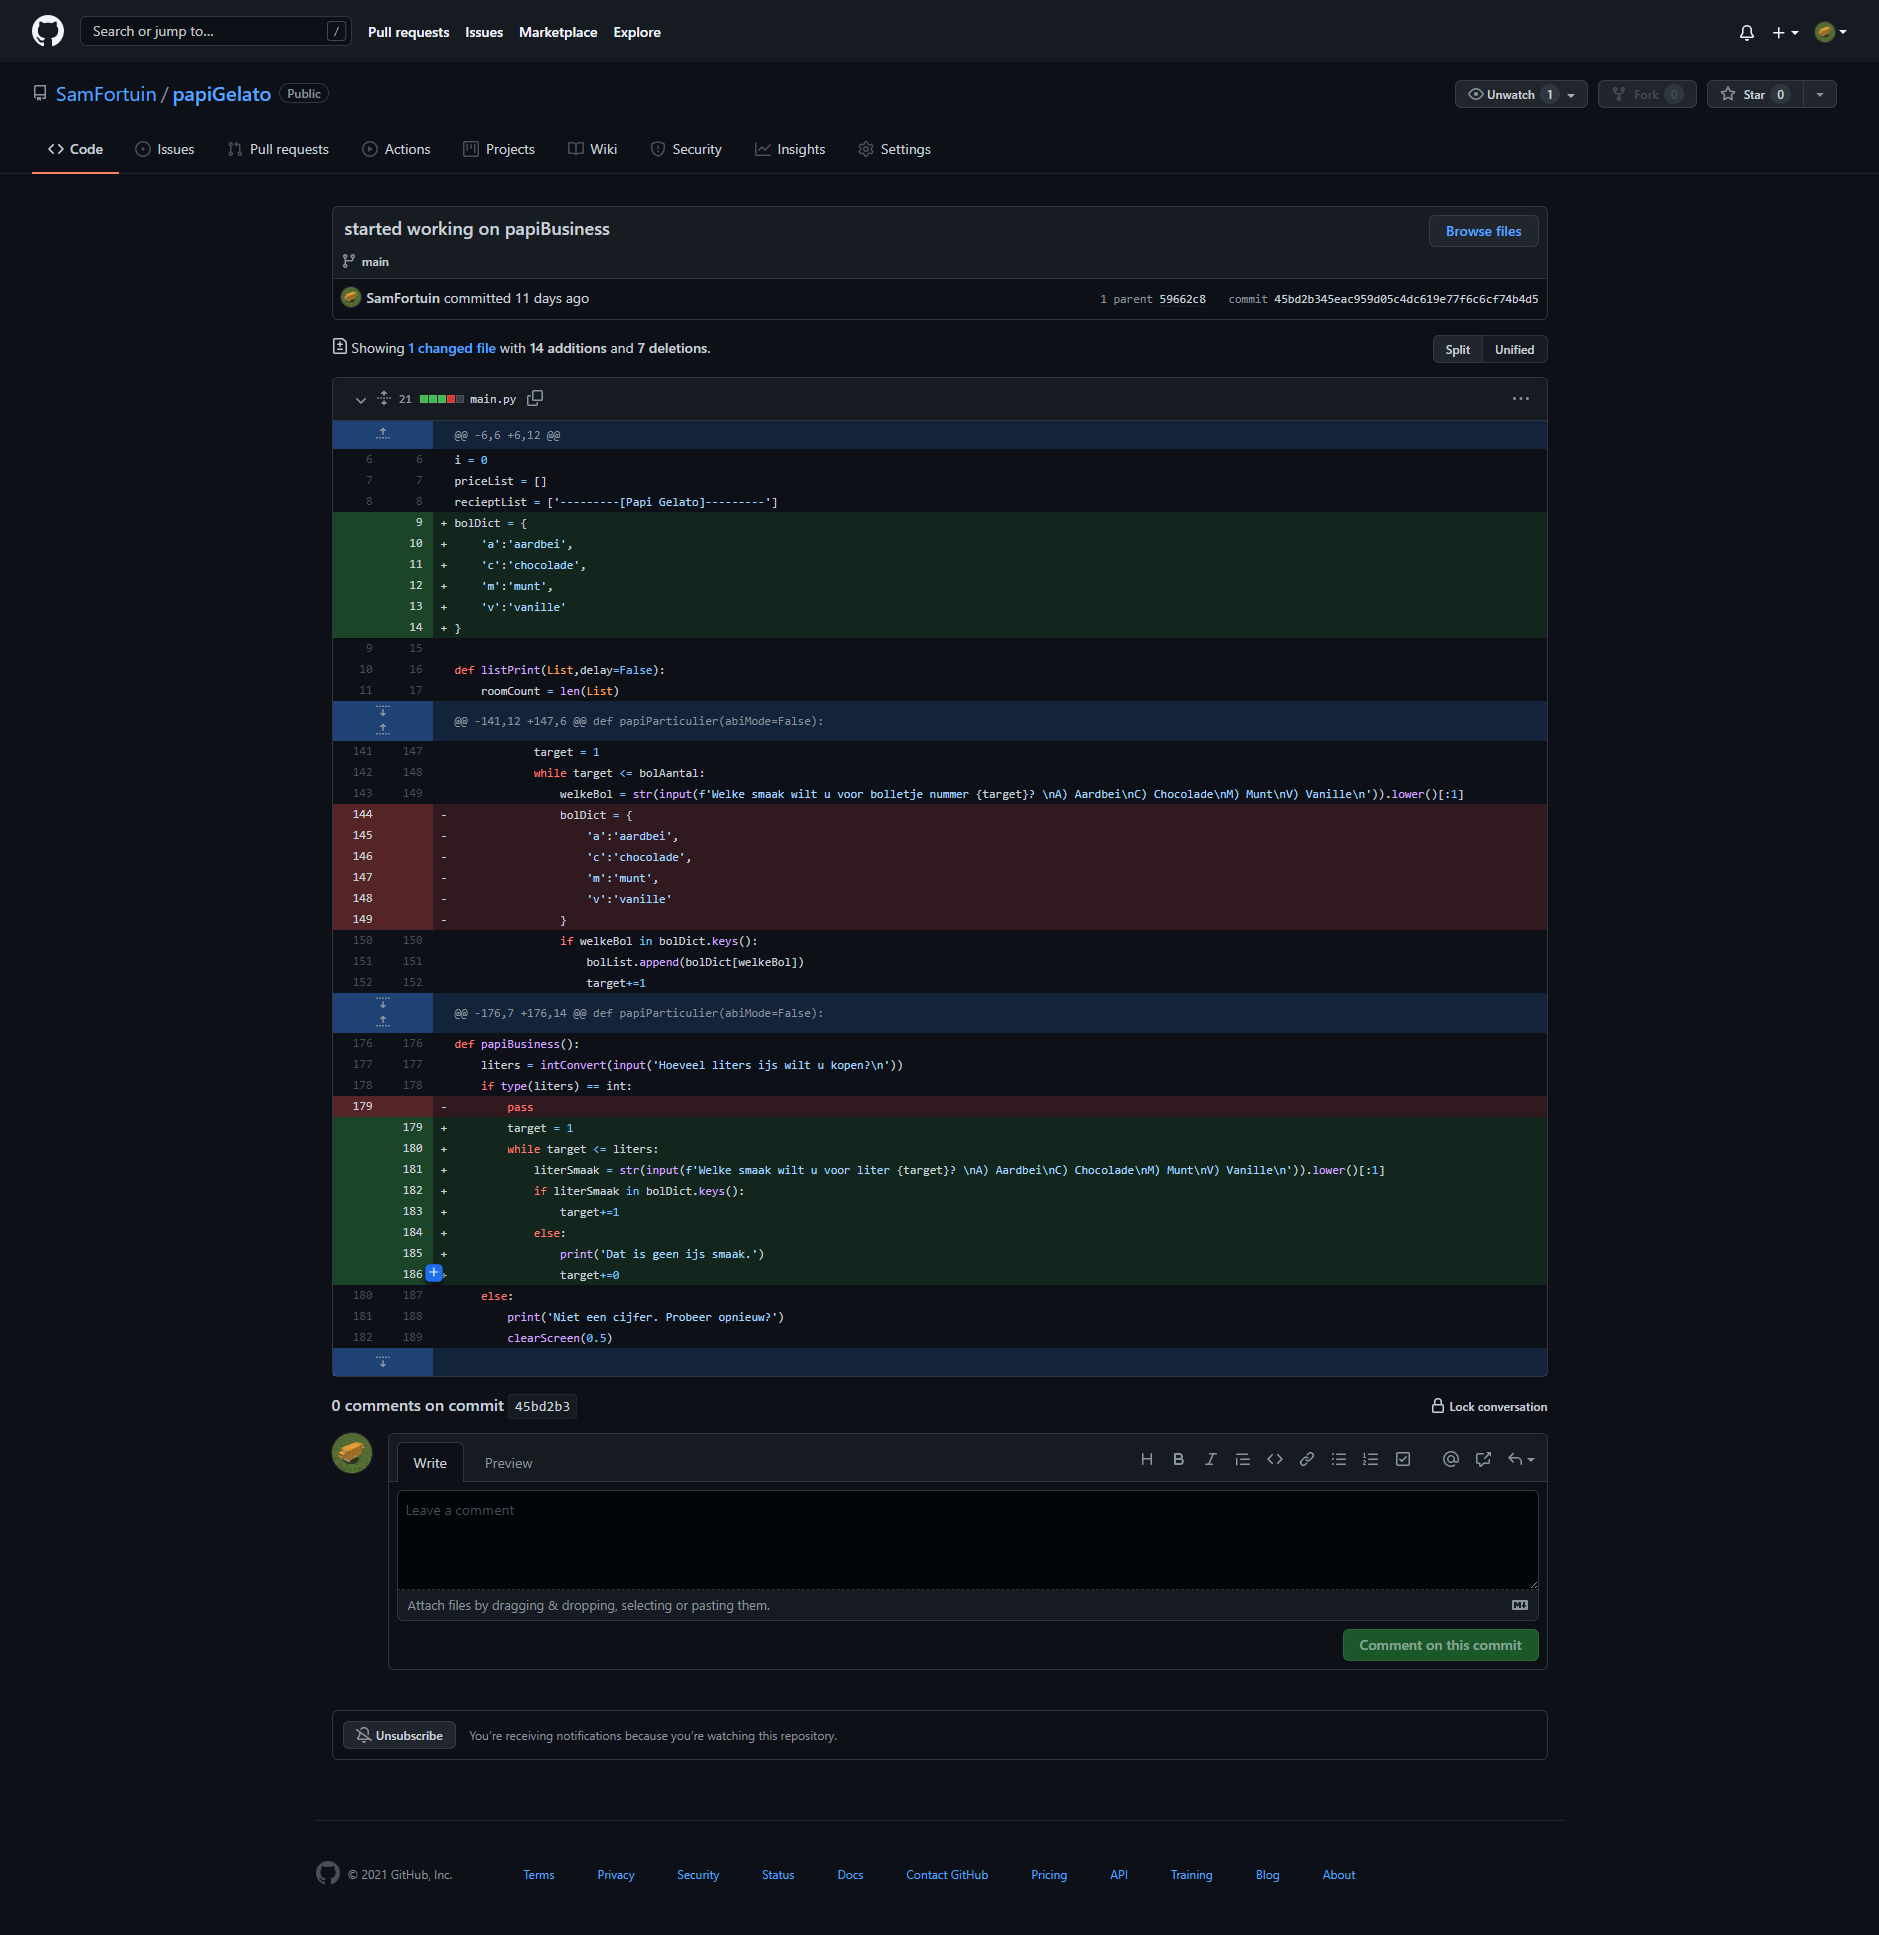 Search or jump to... /
Pull requests Issues Marketplace Explore
SamFortuin / papiGelato Public
Unwatch 1 Fork 0 Star 0
Code Issues Pull requests Actions Projects Wiki Security Insights Settings
started working on papiBusiness
Browse files
main
SamFortuin committed 11 days ago
1 parent 59662c8 commit 45bd2b345eac959d05c4dc619e77f6c6cf74b4d5
Showing 1 changed file with 14 additions and 7 deletions.
Split Unified
21 main.py
@@ -6,6 +6,12 @@
6 6 i = 0
7 7 priceList = []
8 8 recieptList = ['---------[Papi Gelato]---------']
9 + bolDict = {
10 + 'a':'aardbei',
11 + 'c':'chocolade',
12 + 'm':'munt',
13 + 'v':'vanille'
14 + }
9 15
10 16 def listPrint(List,delay=False):
11 17 roomCount = len(List)
@@ -141,12 +147,6 @@ def papiParticulier(abiMode=False):
141 147 target = 1
142 148 while target <= bolAantal:
143 149 welkeBol = str(input(f'Welke smaak wilt u voor bolletje nummer {target}? \nA) Aardbei\nC) Chocolade\nM) Munt\nV) Vanille\n')).lower()[:1]
144 - bolDict = {
145 - 'a':'aardbei',
146 - 'c':'chocolade',
147 - 'm':'munt',
148 - 'v':'vanille'
149 - }
150 150 if welkeBol in bolDict.keys():
151 151 bolList.append(bolDict[welkeBol])
152 152 target+=1
@@ -176,7 +176,14 @@ def papiParticulier(abiMode=False):
176 176 def papiBusiness():
177 177 liters = intConvert(input('Hoeveel liters ijs wilt u kopen?\n'))
178 178 if type(liters) == int:
179 - pass
179 + target = 1
180 + while target <= liters:
181 + literSmaak = str(input(f'Welke smaak wilt u voor liter {target}? \nA) Aardbei\nC) Chocolade\nM) Munt\nV) Vanille\n')).lower()[:1]
182 + if literSmaak in bolDict.keys():
183 + target+=1
184 + else:
185 + print('Dat is geen ijs smaak.')
186 + target+=0
180 187 else:
181 188 print('Niet een cijfer. Probeer opnieuw?')
182 189 clearScreen(0.5)
0 comments on commit 45bd2b3
Lock conversation
Write Preview
Leave a comment
Attach files by dragging & dropping, selecting or pasting them.
Comment on this commit
Unsubscribe You're receiving notifications because you're watching this repository.
© 2021 GitHub, Inc. Terms Privacy Security Status Docs Contact GitHub Pricing API Training Blog About